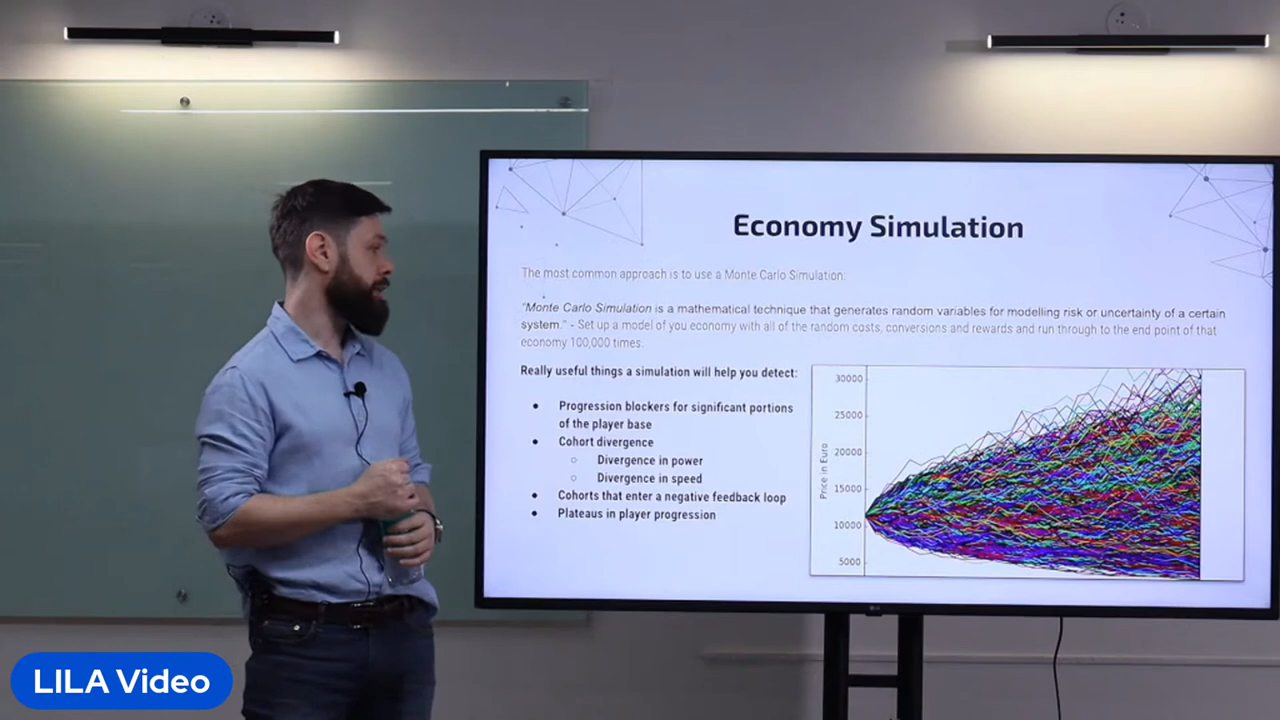 Economy Simulation
The most common approach is to use a Monte Carlo Simulation.
"Monte Carlo Simulation is a mathematical technique that generates random variables for modelling risk or uncertainty of a certain
system." - Set up a model of you economy with all of the random costs, conversions and rewards and run through to the end point of that
economy 100,000 times.
Really useful things a simulation will help you detect:
• Progression blockers for significant portions
of the player base
• Cohort divergence
○ Divergence in power
○ Divergence in speed
• Cohorts that enter a negative feedback loop
• Plateaus in player progression
Price in Euro
30000
25000
20000
15000
10000
5000
LG
LILA Video